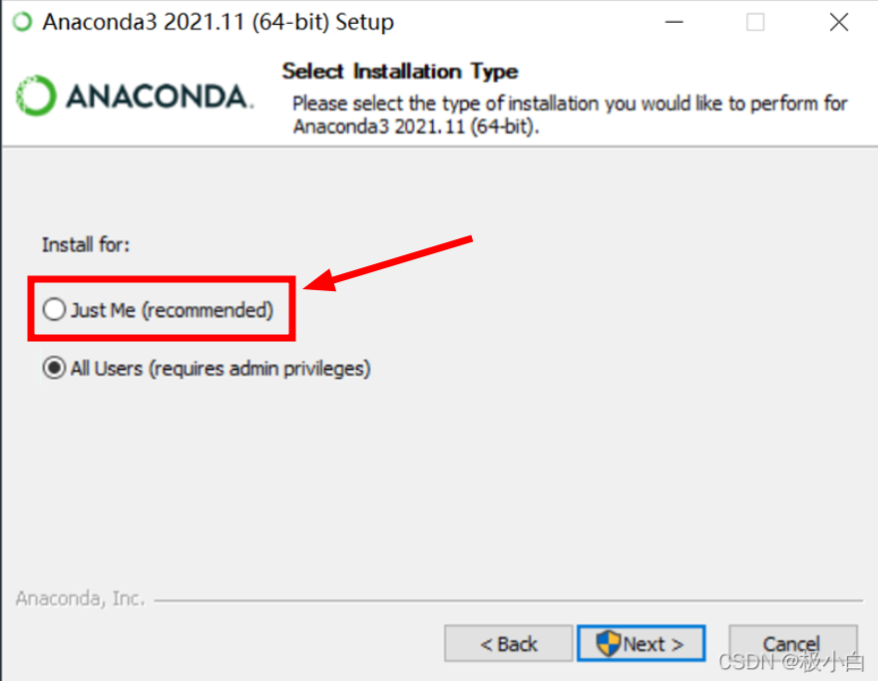 Anaconda3 2021.11 (64-bit) Setup
ANACONDA.
Select Installation Type
Please select the type of installation you would like to perform for
Anaconda3 2021.11 (64-bit).
Install for:
Just Me (recommended)
All Users (requires admin privileges)
Anaconda, Inc.
< Back
Next >
Cancel
CSDN @极小白